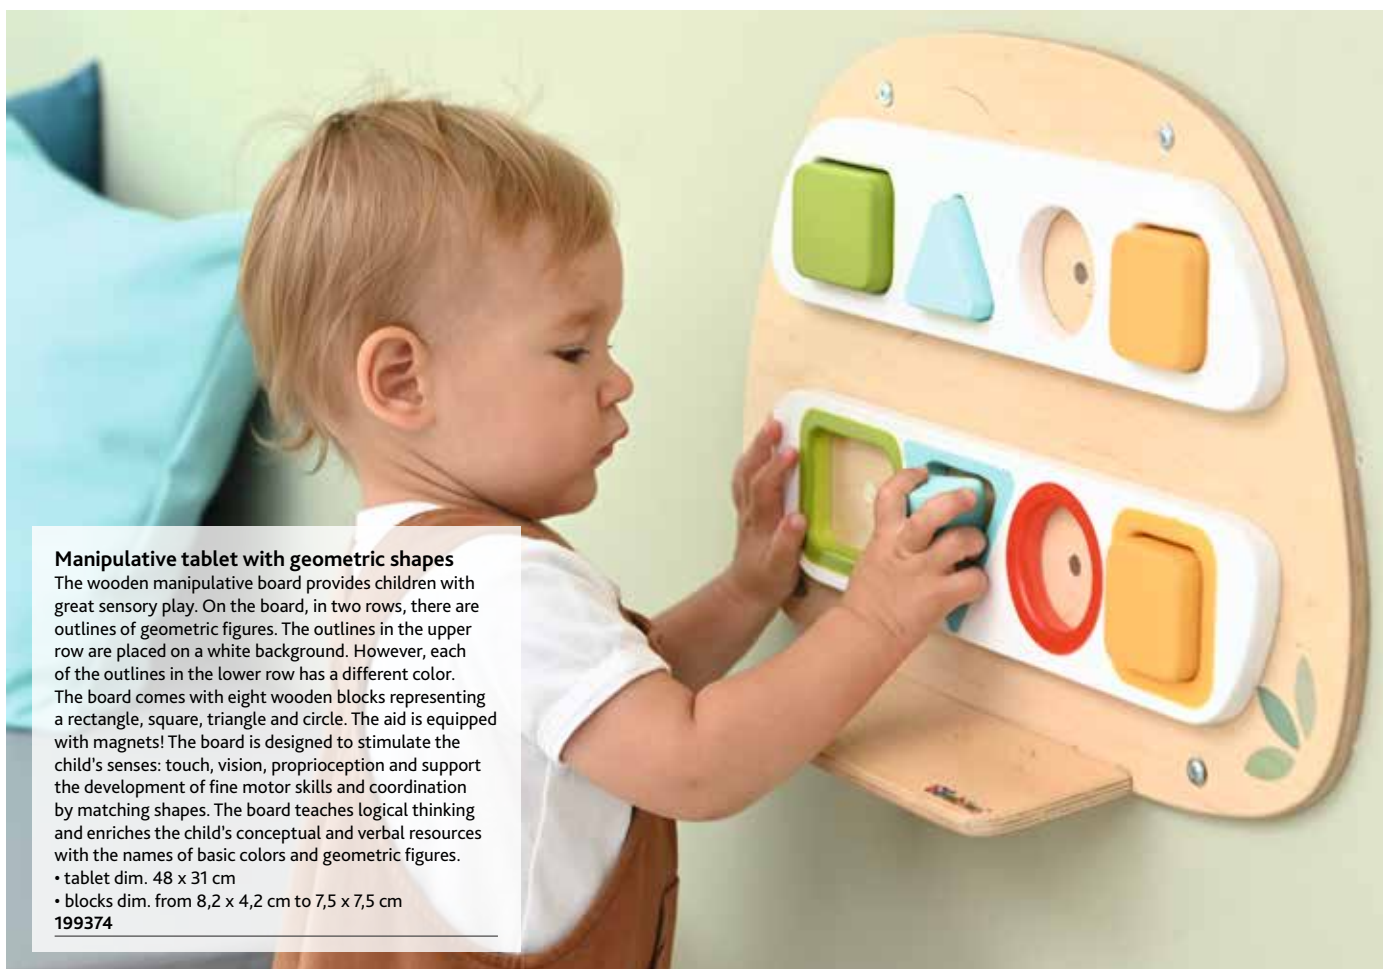 Manipulative tablet with geometric shapes
The wooden manipulative board provides children with
great sensory play. On the board, in two rows, there are
outlines of geometric figures. The outlines in the upper
row are placed on a white background. However, each
of the outlines in the lower row has a different color.
The board comes with eight wooden blocks representing
a rectangle, square, triangle and circle. The aid is equipped
with magnets! The board is designed to stimulate the
child's senses: touch, vision, proprioception and support
the development of fine motor skills and coordination
by matching shapes. The board teaches logical thinking
and enriches the child's conceptual and verbal resources
with the names of basic colors and geometric figures.
• tablet dim. 48 x 31 cm
• blocks dim. from 8,2 x 4,2 cm to 7,5 x 7,5 cm
199374